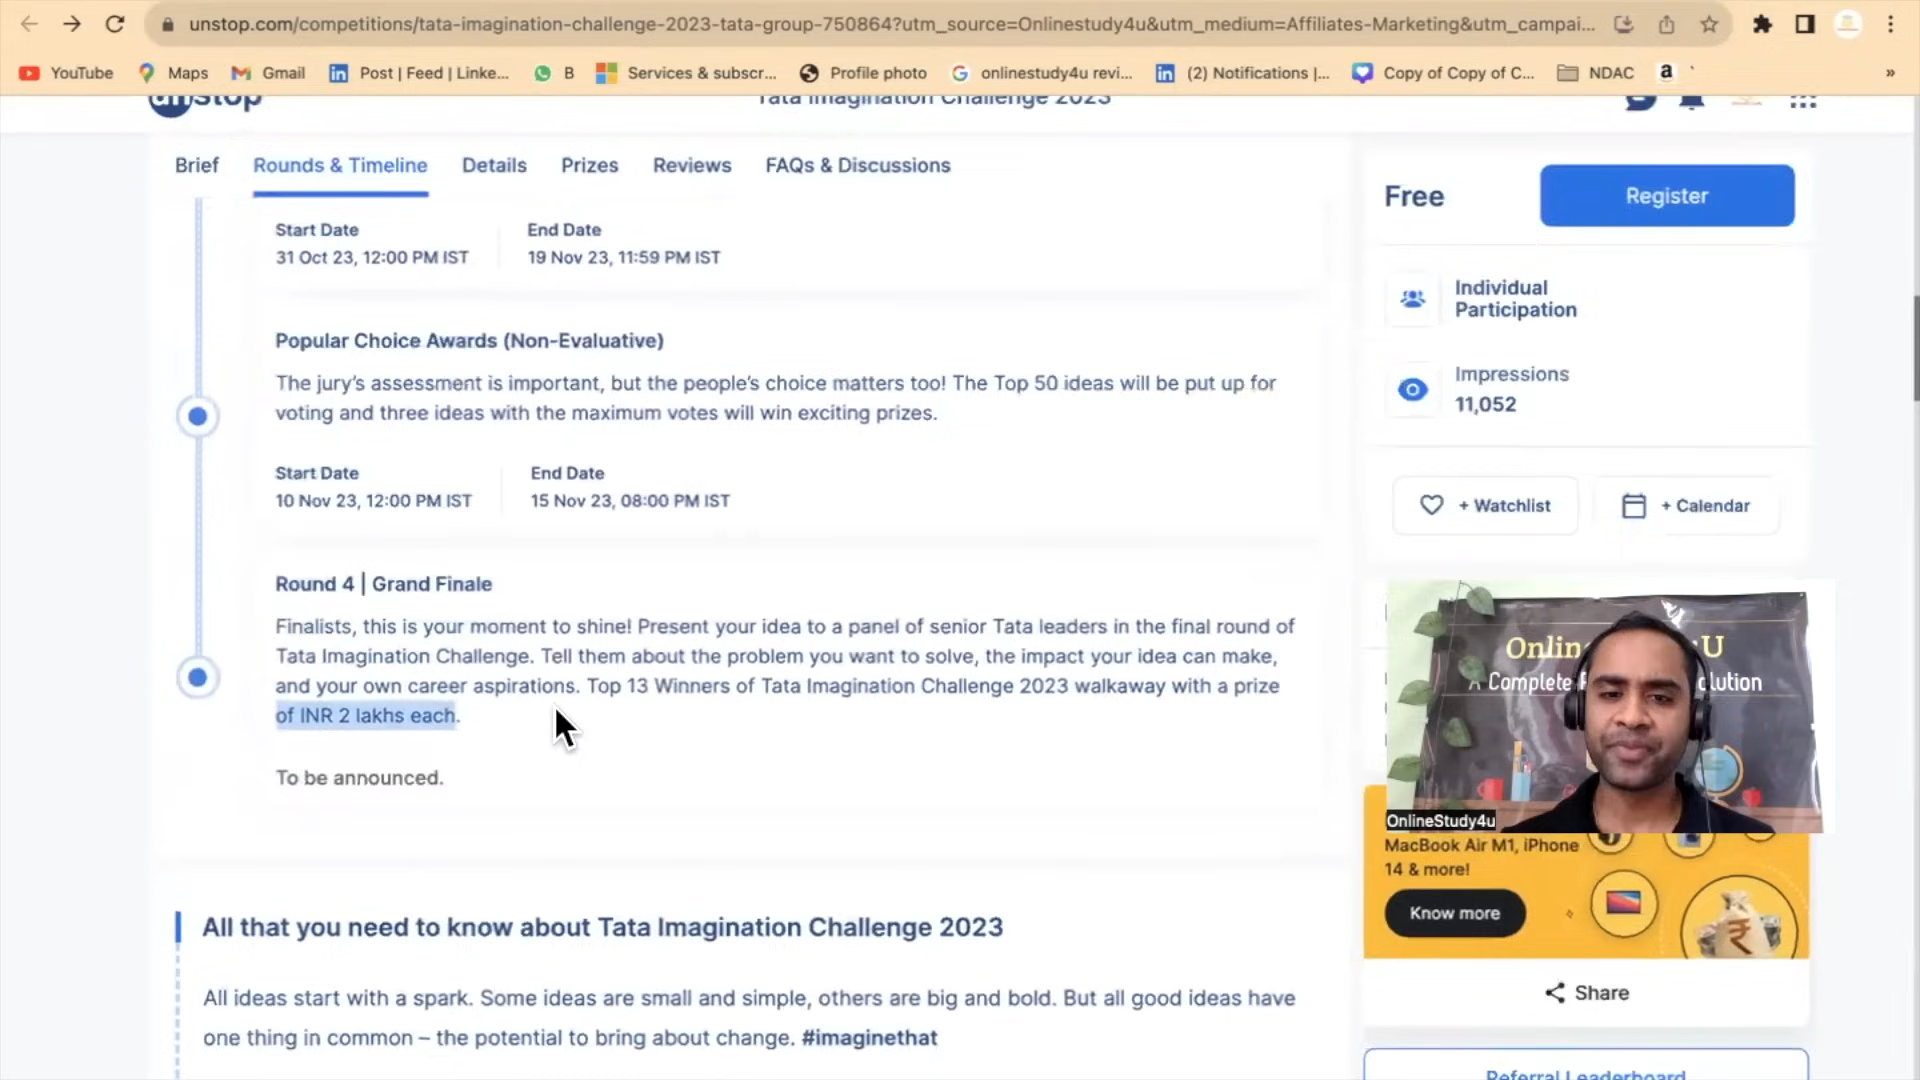 unstop.com/competitions/tata-imagination-challenge-2023-tata-group-750864?utm_source=Onlinestudy4u&utm_medium=Affiliates-Marketing&utm_campai...
YouTube Maps Gmail Post | Feed | Linke... B Services & subscr... Profile photo onlinestudy4u revi... (2) Notifications |... Copy of Copy of C... NDAC »
unstop
Tata Imagination Challenge 2023
Brief Rounds & Timeline Details Prizes Reviews FAQs & Discussions
Start Date End Date
31 Oct 23, 12:00 PM IST 19 Nov 23, 11:59 PM IST
Popular Choice Awards (Non-Evaluative)
The jury's assessment is important, but the people's choice matters too! The Top 50 ideas will be put up for
voting and three ideas with the maximum votes will win exciting prizes.
Start Date End Date
10 Nov 23, 12:00 PM IST 15 Nov 23, 08:00 PM IST
Round 4 | Grand Finale
Finalists, this is your moment to shine! Present your idea to a panel of senior Tata leaders in the final round of
Tata Imagination Challenge. Tell them about the problem you want to solve, the impact your idea can make,
and your own career aspirations. Top 13 Winners of Tata Imagination Challenge 2023 walkaway with a prize
of INR 2 lakhs each.
To be announced.
All that you need to know about Tata Imagination Challenge 2023
All ideas start with a spark. Some ideas are small and simple, others are big and bold. But all good ideas have
one thing in common – the potential to bring about change. #imaginethat
Free
Register
Individual
Participation
Impressions
11,052
+ Watchlist + Calendar
Onlin U
A Complete
OnlineStudy4u
MacBook Air M1, iPhone
14 & more!
Know more
Share
Referral Leaderboard